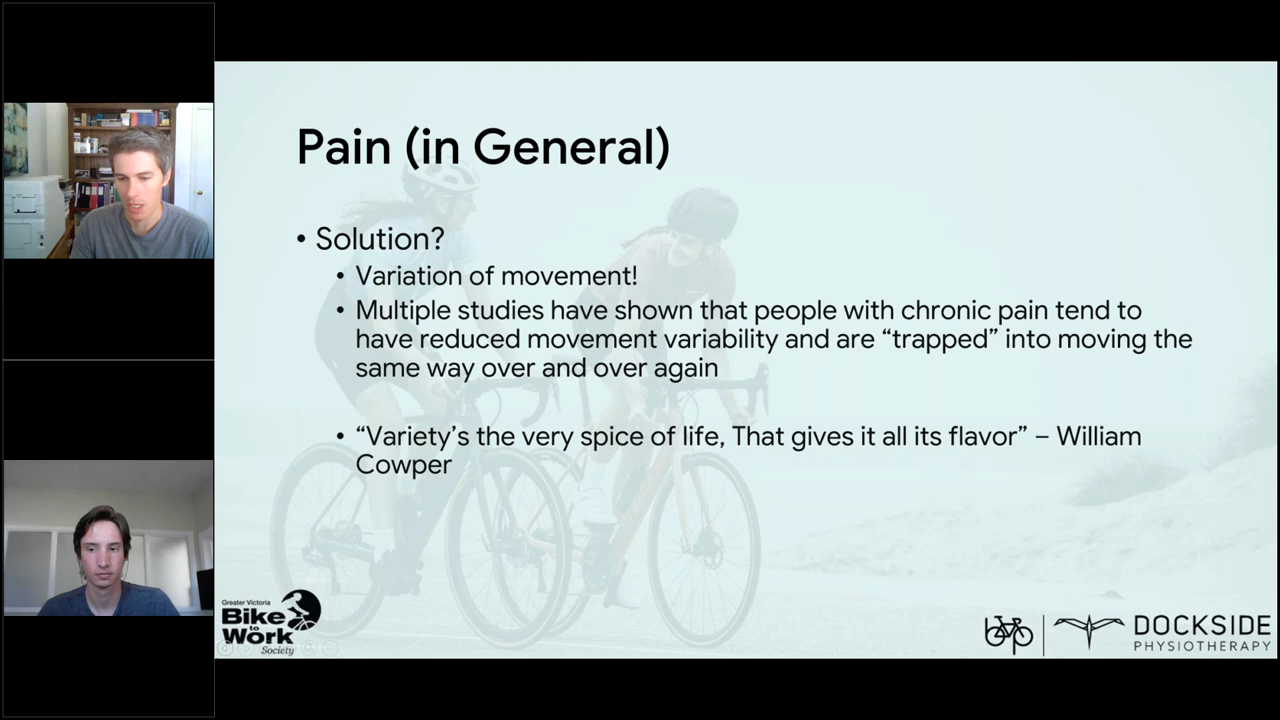 Pain (in General)
• Solution?
• Variation of movement!
• Multiple studies have shown that people with chronic pain tend to
have reduced movement variability and are “trapped” into moving the
same way over and over again
• “Variety’s the very spice of life, That gives it all its flavor” – William
Cowper
Greater Victoria
Bike
to
Work
Society
DOCKSIDE
PHYSIOTHERAPY